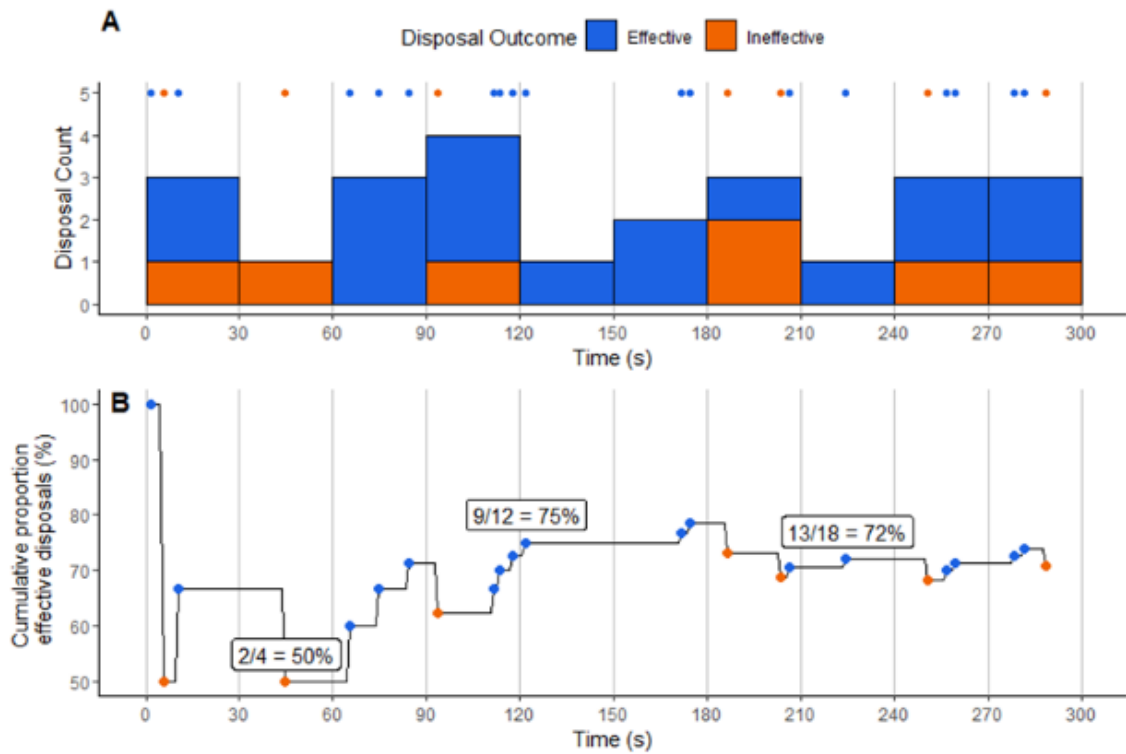 A
Disposal Outcome Effective Ineffective
5
4
3
2
1
0
Disposal Count
0 30 60 90 120 150 180 210 240 270 300
Time (s)
B
100
90
80
70
60
50
Cumulative proportion
effective disposals (%)
9/12 = 75%
13/18 = 72%
2/4 = 50%
0 30 60 90 120 150 180 210 240 270 300
Time (s)